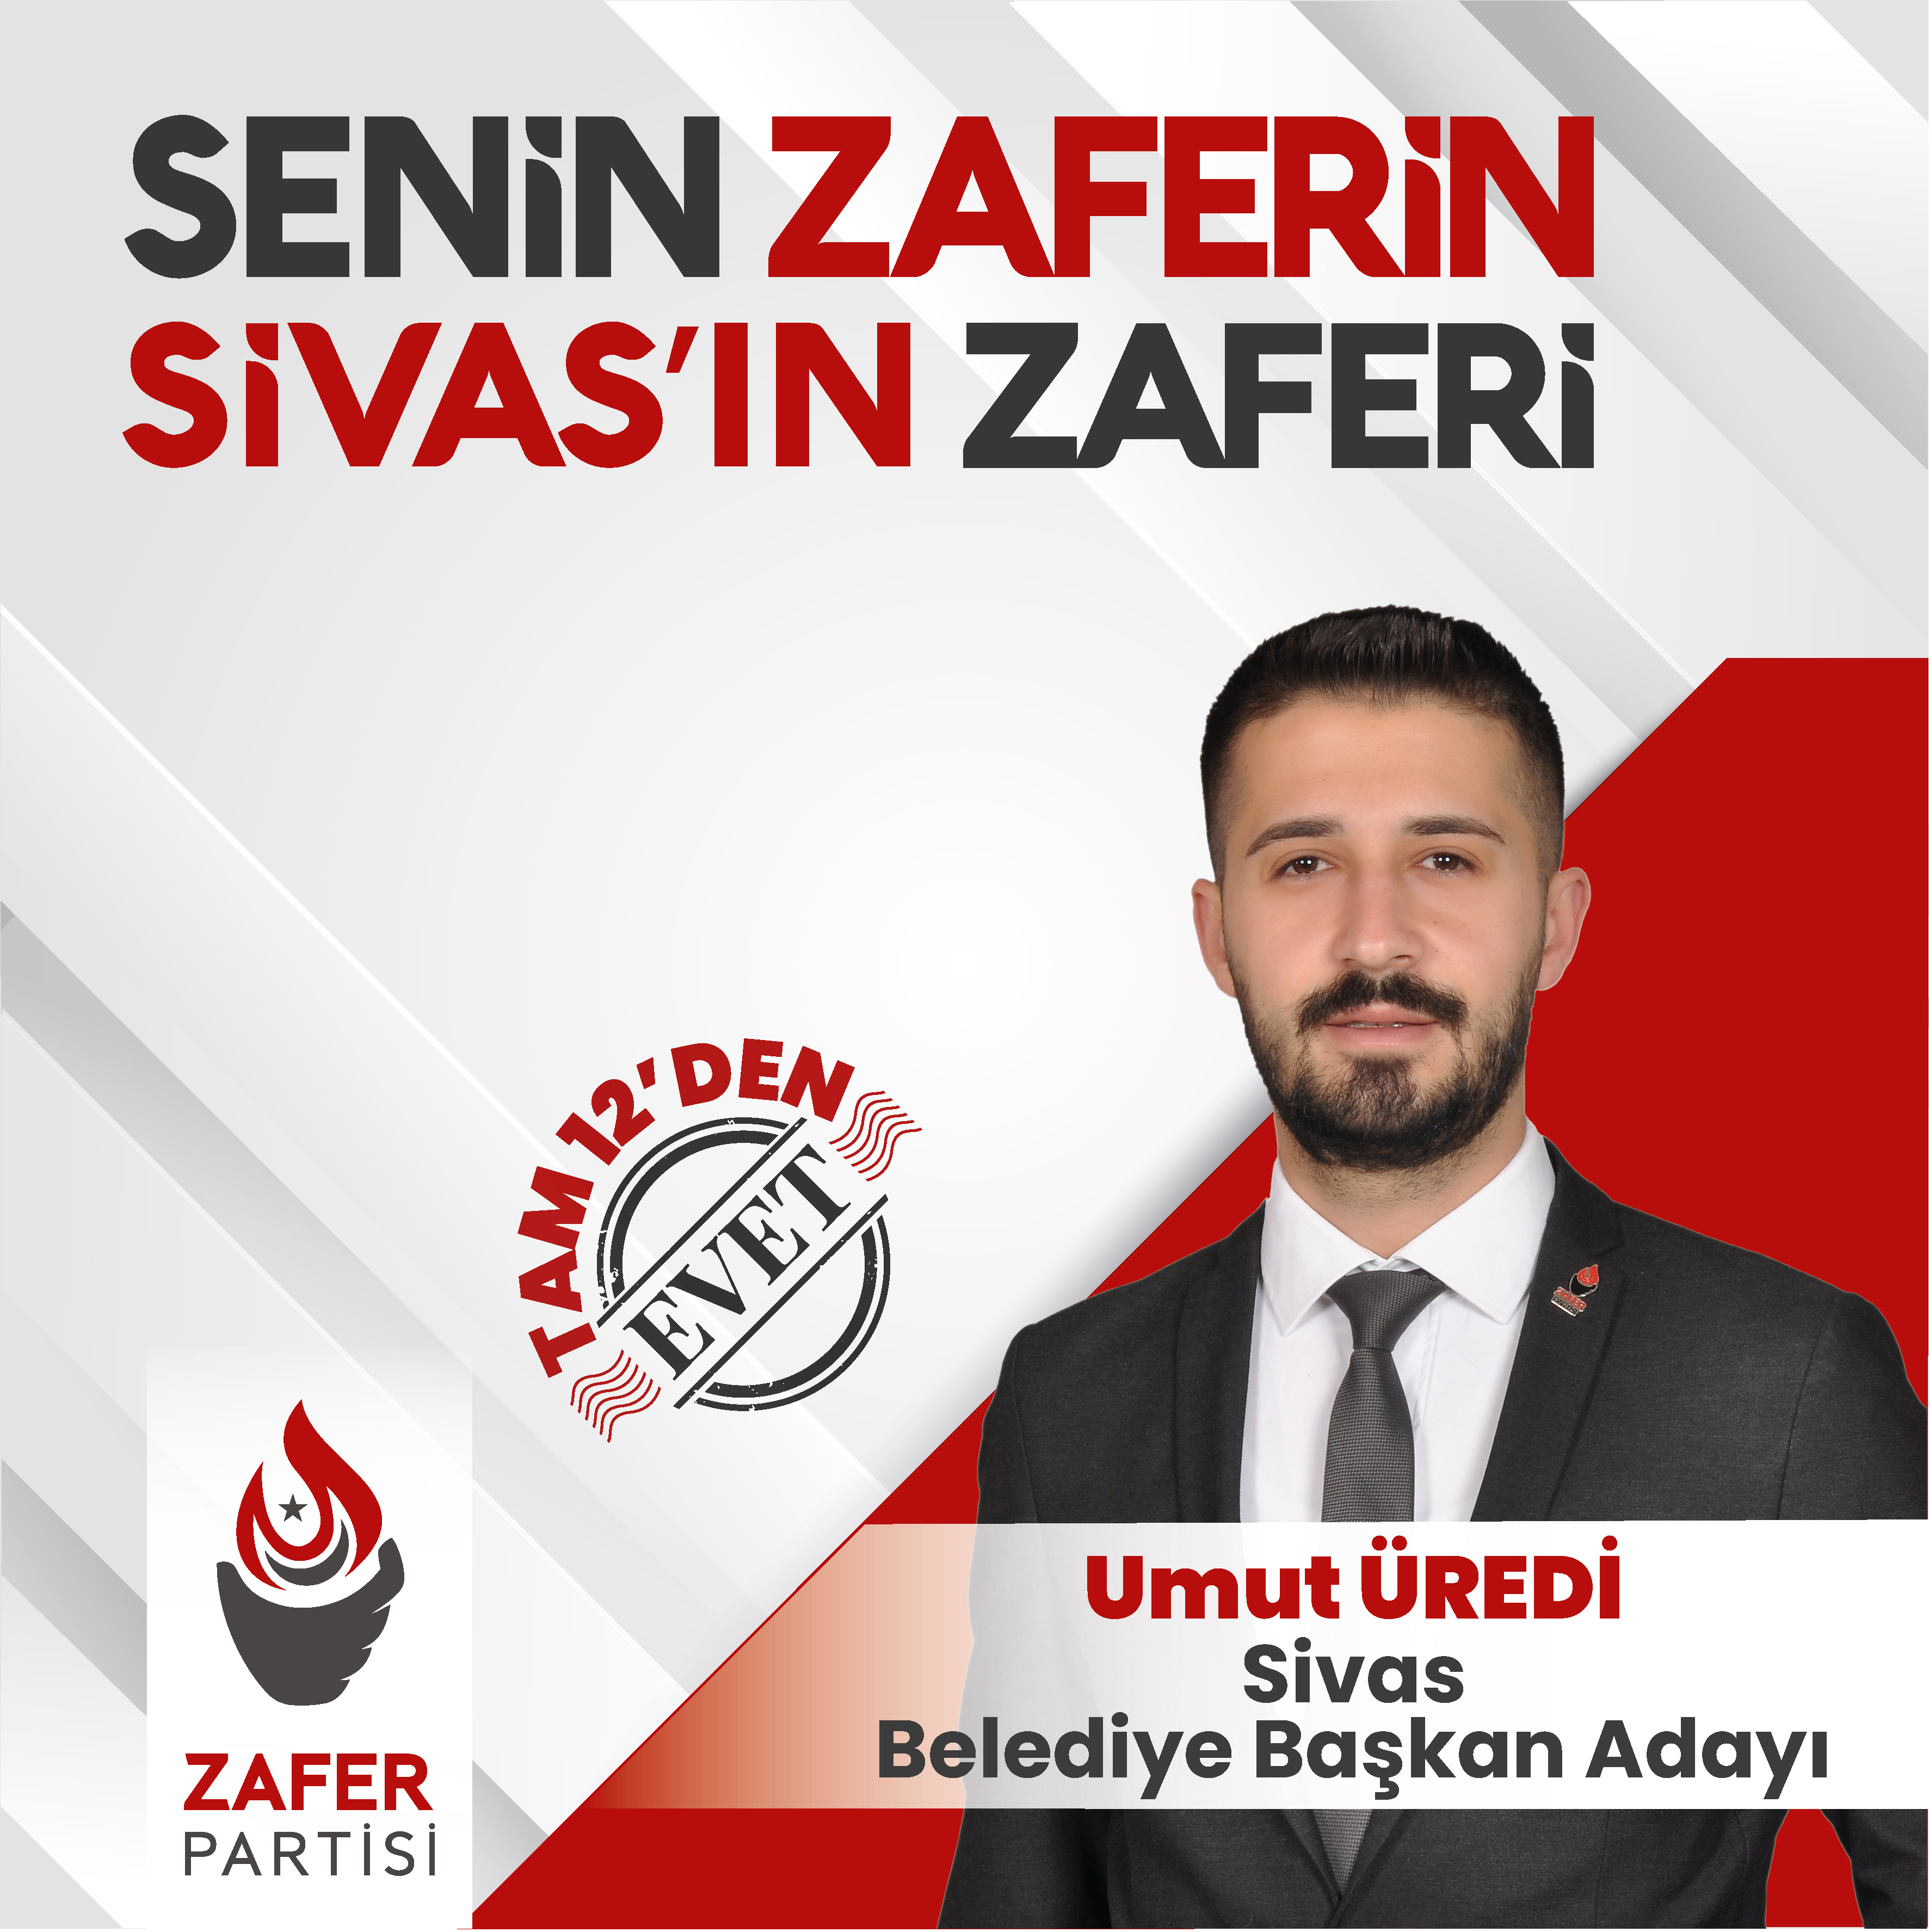 SENİN ZAFERİN
SİVAS'IN ZAFERİ
TAM 12'DEN
EVET
ZAFER
PARTİSİ
Umut ÜREDİ
Sivas
Belediye Başkan Adayı
ZAFER